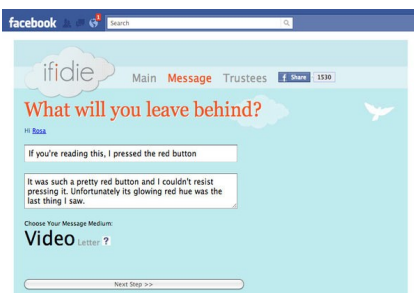 facebook 1 Search
ifidie Main Message Trustees f Share 1530
What will you leave behind?
Hi Rosa
If you're reading this, I pressed the red button
It was such a pretty red button and I couldn't resist
pressing it. Unfortunately its glowing red hue was the
last thing I saw.
Choose Your Message Medium:
Video Letter ?
Next Step >>